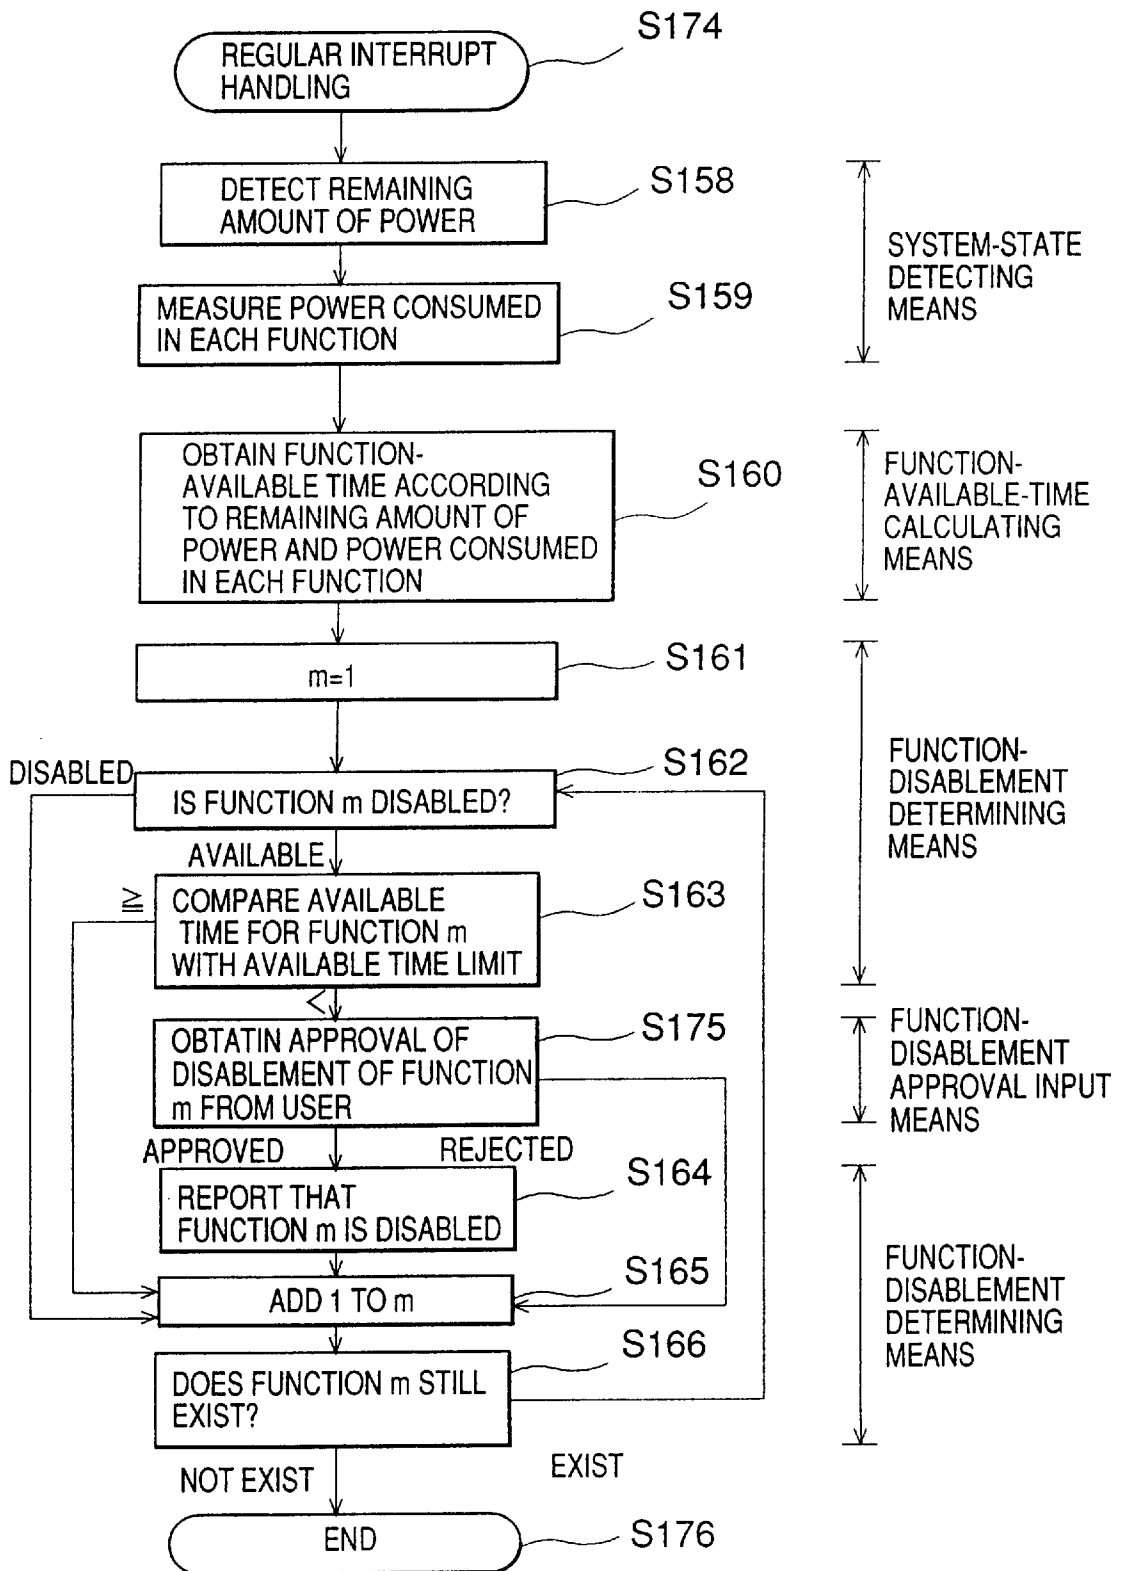 REGULAR INTERRUPT
HANDLING
S174
DETECT REMAINING
AMOUNT OF POWER
S158
SYSTEM-STATE
DETECTING
MEANS
MEASURE POWER CONSUMED
IN EACH FUNCTION
S159
OBTAIN FUNCTION-
AVAILABLE TIME ACCORDING
TO REMAINING AMOUNT OF
POWER AND POWER CONSUMED
IN EACH FUNCTION
S160
FUNCTION-
AVAILABLE-TIME
CALCULATING
MEANS
m=1
S161
DISABLED
IS FUNCTION m DISABLED?
S162
FUNCTION-
DISABLEMENT
DETERMINING
MEANS
AVAILABLE
≧
COMPARE AVAILABLE
TIME FOR FUNCTION m
WITH AVAILABLE TIME LIMIT
S163
<
OBTATIN APPROVAL OF
DISABLEMENT OF FUNCTION
m FROM USER
S175
FUNCTION-
DISABLEMENT
APPROVAL INPUT
MEANS
APPROVED
REJECTED
REPORT THAT
FUNCTION m IS DISABLED
S164
ADD 1 TO m
S165
FUNCTION-
DISABLEMENT
DETERMINING
MEANS
DOES FUNCTION m STILL
EXIST?
S166
NOT EXIST
EXIST
END
S176